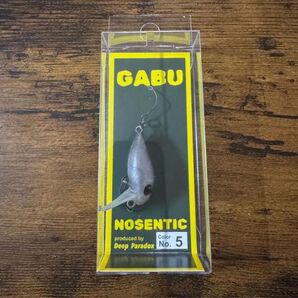 GABU
NOSENTIC
produced by
Deep Paradox
Color
No. 5